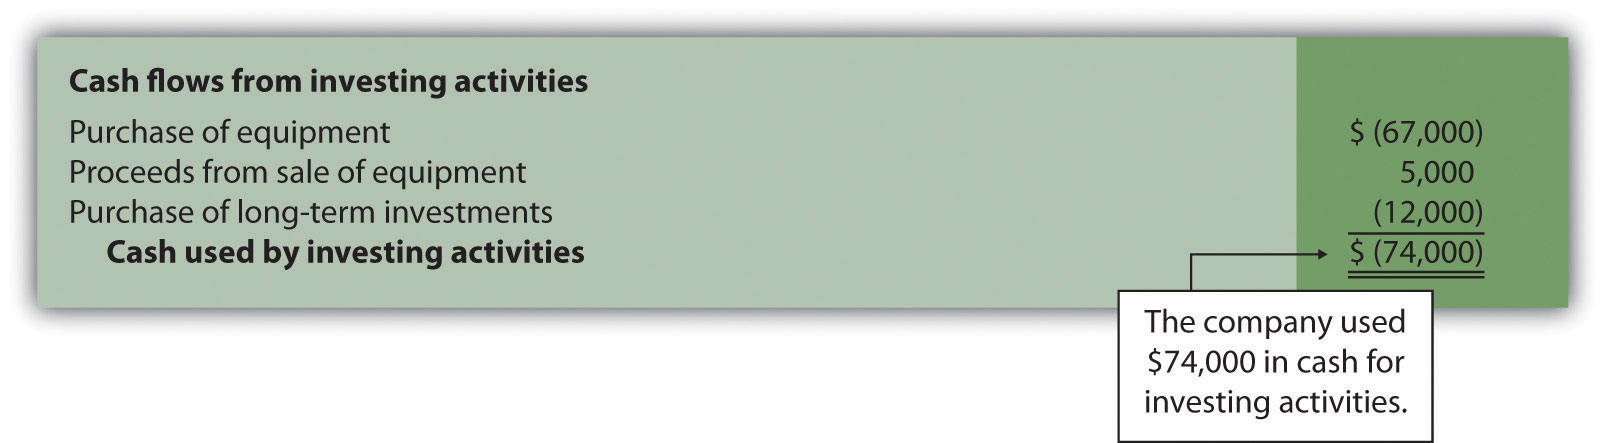 Cash flows from investing activities
Purchase of equipment $ (67,000)
Proceeds from sale of equipment 5,000
Purchase of long-term investments (12,000)
Cash used by investing activities $ (74,000)
The company used
$74,000 in cash for
investing activities.